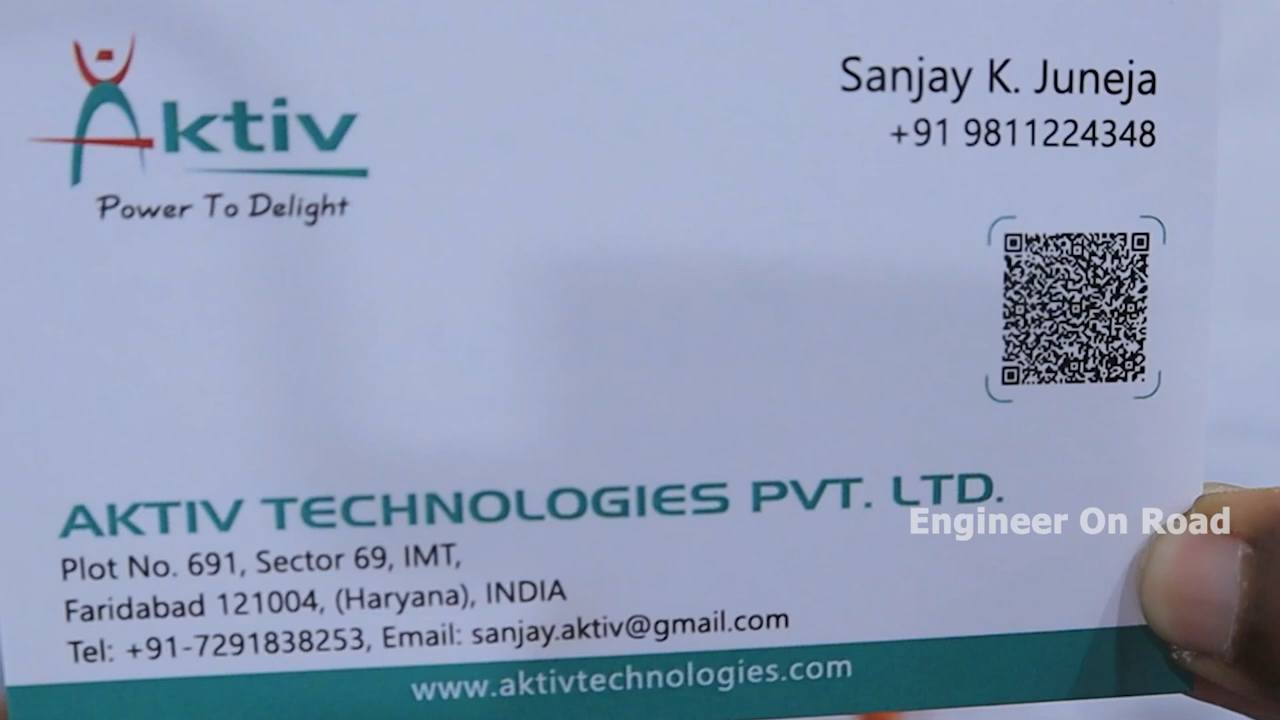 Aktiv
Power To Delight
Sanjay K. Juneja
+91 9811224348
AKTIV TECHNOLOGIES PVT. LTD.
Engineer On Road
Plot No. 691, Sector 69, IMT,
Faridabad 121004, (Haryana), INDIA
Tel: +91-7291838253, Email: sanjay.aktiv@gmail.com
www.aktivtechnologies.com